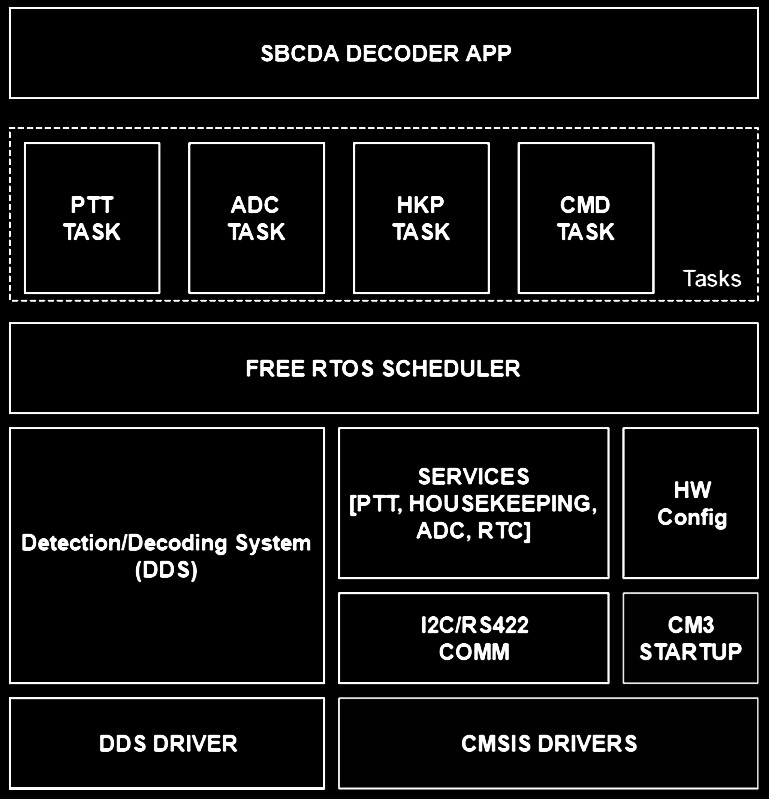 SBCDA DECODER APP
PTT
TASK
ADC
TASK
HKP
TASK
CMD
TASK
Tasks
FREE RTOS SCHEDULER
Detection/Decoding System
(DDS)
SERVICES
[PTT, HOUSEKEEPING,
ADC, RTC]
HW
Config
I2C/RS422
COMM
CM3
STARTUP
DDS DRIVER
CMSIS DRIVERS